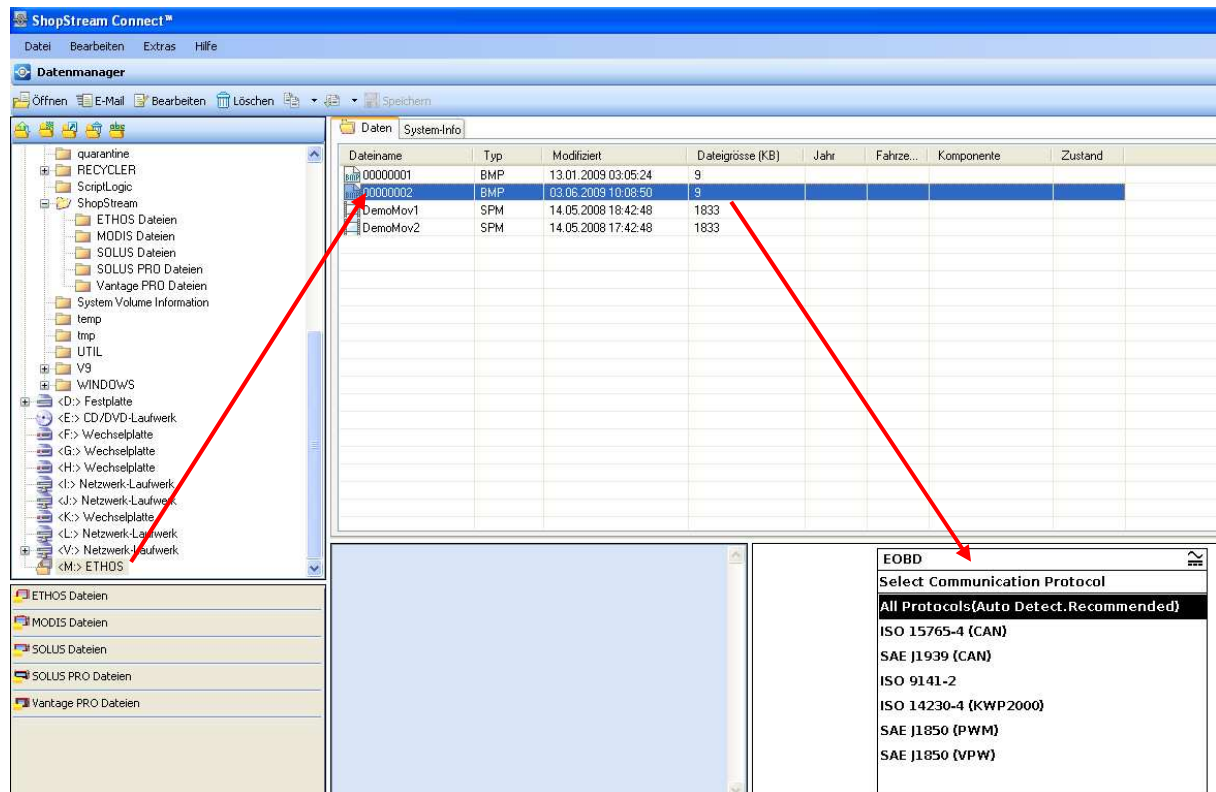 ShopStream Connect™
Datei Bearbeiten Extras Hilfe
Datenmanager
Öffnen E-Mail Bearbeiten Löschen Speichern
Daten System-Info
quarantine
RECYCLER
ScriptLogic
ShopStream
ETHOS Dateien
MODIS Dateien
SOLUS Dateien
SOLUS PRO Dateien
Vantage PRO Dateien
System Volume Information
temp
tmp
UTIL
V9
WINDOWS
<D:> Festplatte
<E:> CD/DVD-Laufwerk
<F:> Wechselplatte
<G:> Wechselplatte
<H:> Wechselplatte
<I:> Netzwerk-Laufwerk
<J:> Netzwerk-Laufwerk
<K:> Wechselplatte
<L:> Netzwerk-Laufwerk
<V:> Netzwerk-Laufwerk
<M:> ETHOS
Dateiname Typ Modifiziert Dateigrösse (KB) Jahr Fahrze... Komponente Zustand
00000001 BMP 13.01.2009 03:05:24 9
00000002 BMP 03.06.2009 10:08:50 9
DemoMov1 SPM 14.05.2008 18:42:48 1833
DemoMov2 SPM 14.05.2008 17:42:48 1833
ETHOS Dateien
MODIS Dateien
SOLUS Dateien
SOLUS PRO Dateien
Vantage PRO Dateien
EOBD
Select Communication Protocol
All Protocols(Auto Detect.Recommended)
ISO 15765-4 (CAN)
SAE J1939 (CAN)
ISO 9141-2
ISO 14230-4 (KWP2000)
SAE J1850 (PWM)
SAE J1850 (VPW)